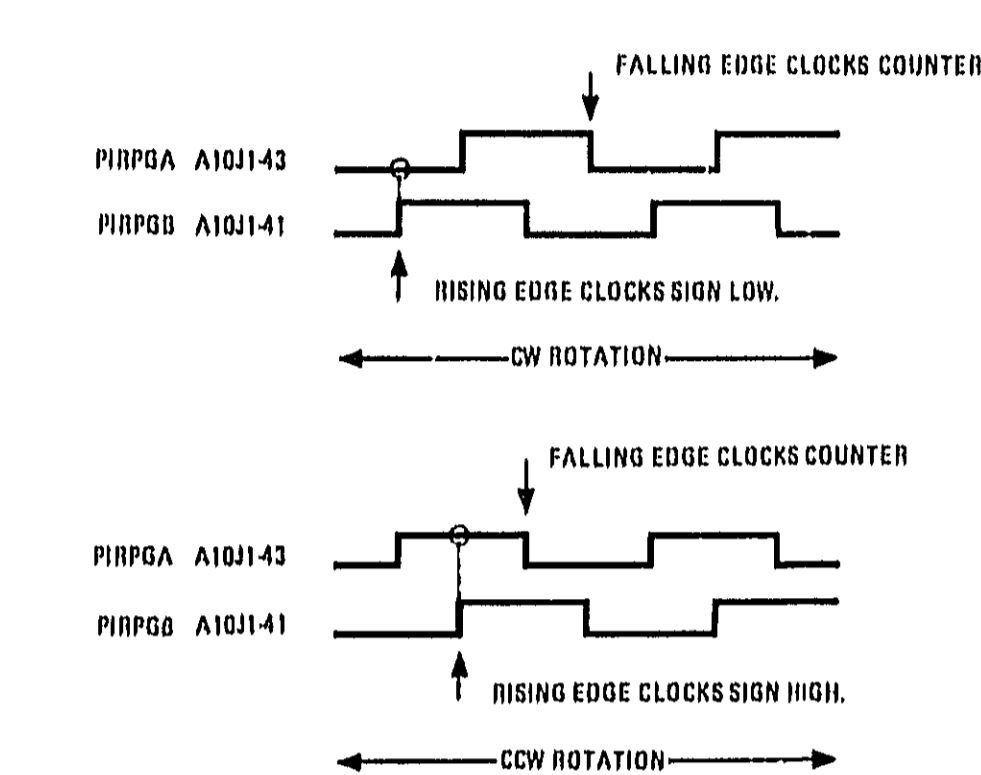 FALLING EDGE CLOCKS COUNTER
PIRPGA A10J1-43
PIRPGB A10J1-41
RISING EDGE CLOCKS SIGN LOW.
CW ROTATION
FALLING EDGE CLOCKS COUNTER
PIRPGA A10J1-43
PIRPGB A10J1-41
RISING EDGE CLOCKS SIGN HIGH.
CCW ROTATION